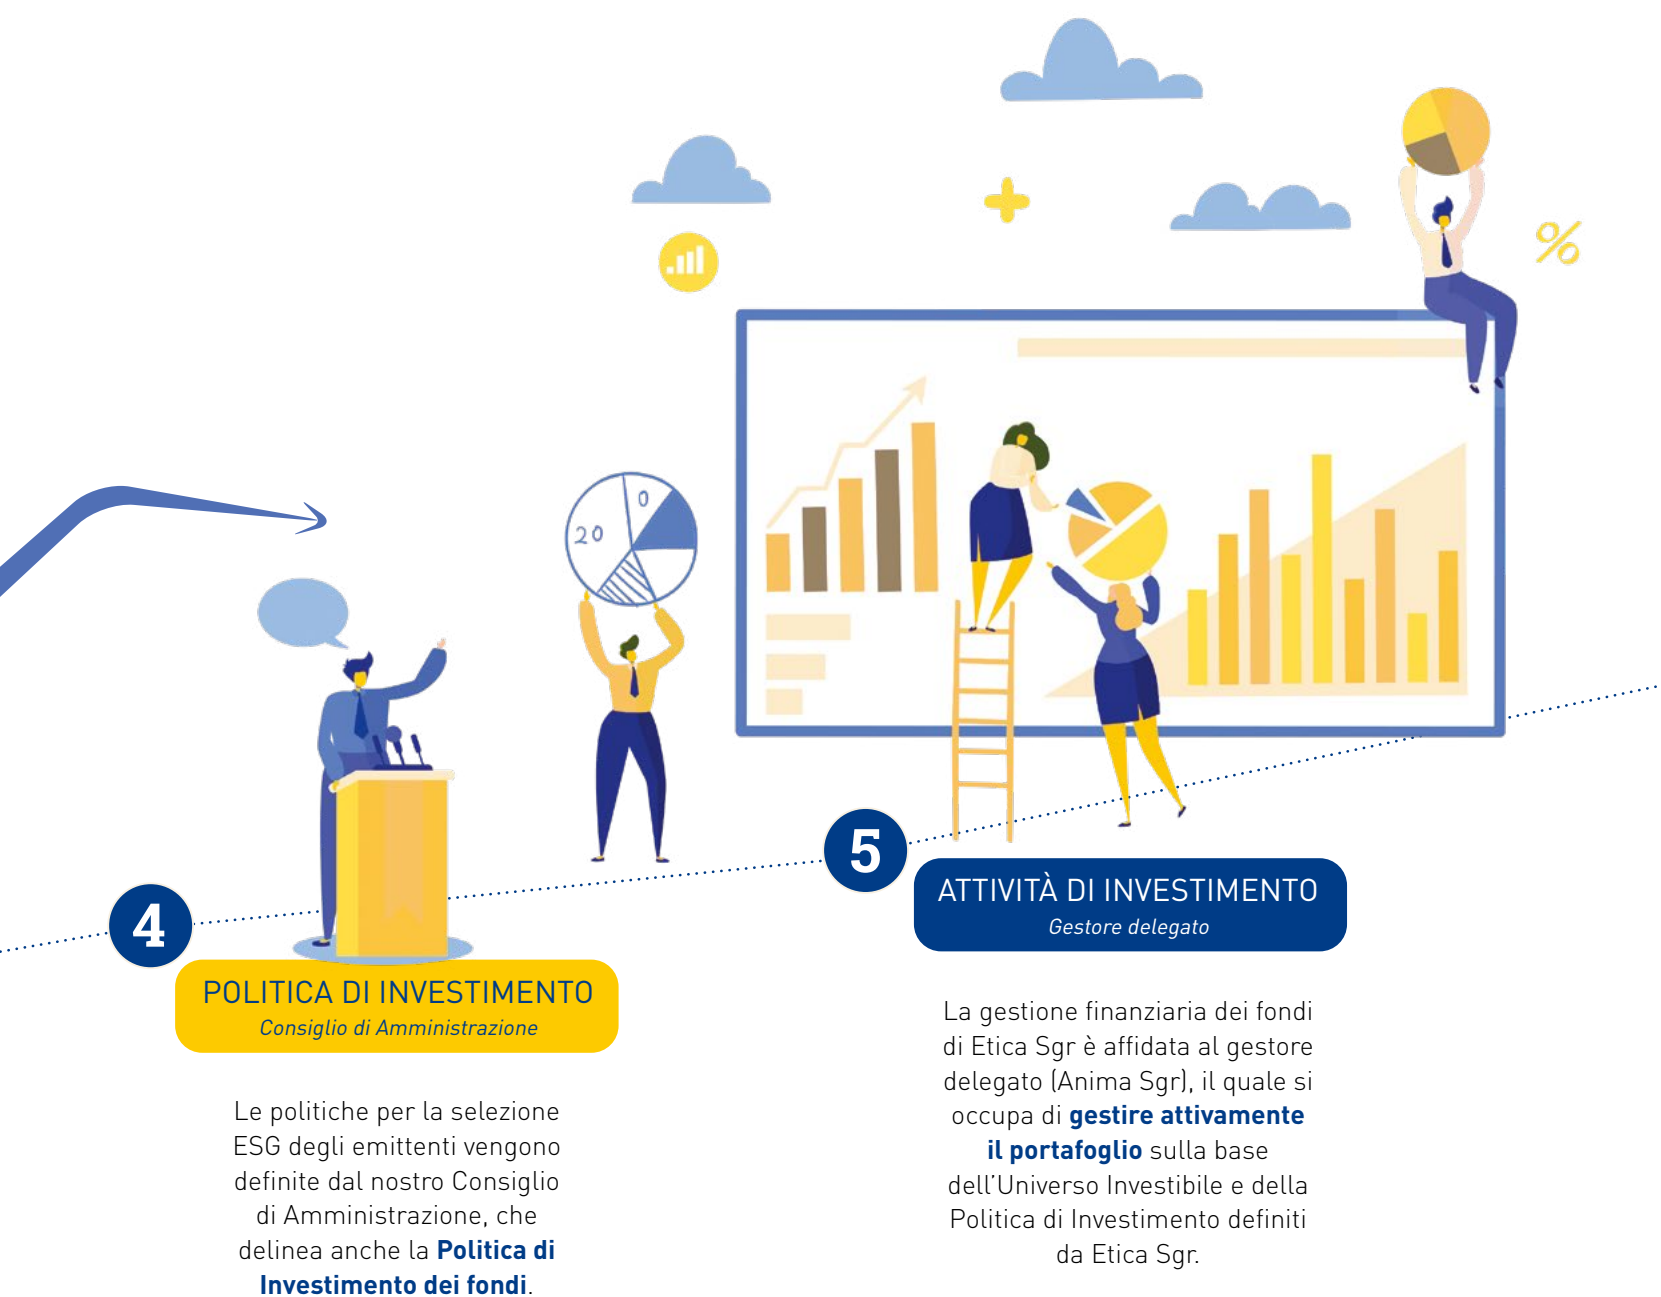 %
0
20
4
POLITICA DI INVESTIMENTO
Consiglio di Amministrazione
Le politiche per la selezione
ESG degli emittenti vengono
definite dal nostro Consiglio
di Amministrazione, che
delinea anche la Politica di
Investimento dei fondi.
5
ATTIVITÀ DI INVESTIMENTO
Gestore delegato
La gestione finanziaria dei fondi
di Etica Sgr è affidata al gestore
delegato (Anima Sgr), il quale si
occupa di gestire attivamente
il portafoglio sulla base
dell’Universo Investibile e della
Politica di Investimento definiti
da Etica Sgr.